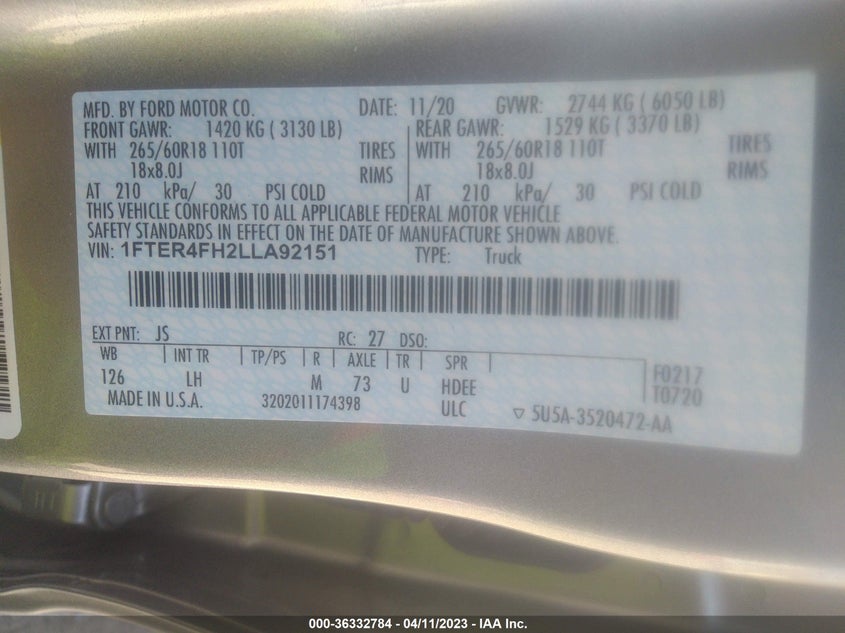 MFD. BY FORD MOTOR CO. DATE: 11/20 GVWR: 2744 KG ( 6050 LB)
FRONT GAWR: 1420 KG ( 3130 LB) REAR GAWR: 1529 KG ( 3370 LB)
WITH 265/60R18 110T TIRES WITH 265/60R18 110T TIRES
18x8.0J RIMS 18x8.0J RIMS
AT 210 kPa/ 30 PSI COLD AT 210 kPa/ 30 PSI COLD
THIS VEHICLE CONFORMS TO ALL APPLICABLE FEDERAL MOTOR VEHICLE
SAFETY STANDARDS IN EFFECT ON THE DATE OF MANUFACTURE SHOWN ABOVE.
VIN: 1FTER4FH2LLA92151 TYPE: Truck
EXT PNT: JS RC: 27 DSO:
WB INT TR TP/PS R AXLE TR SPR
126 LH M 73 U HDEE F0217
MADE IN U.S.A. 3202011174398 ULC T0720
5U5A-3520472-AA
000-36332784 - 04/11/2023 - IAA Inc.